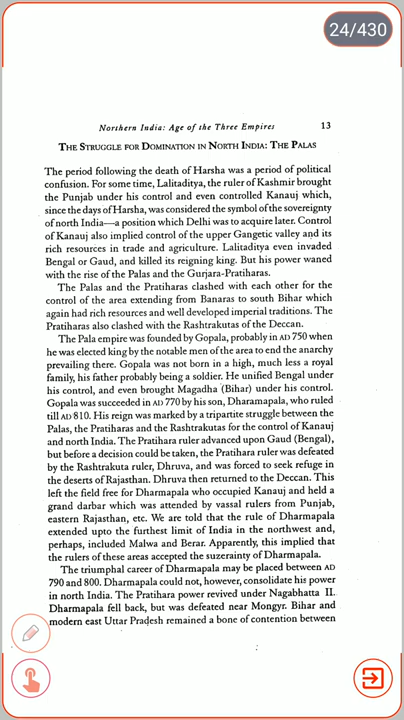 24/430
Northern India: Age of the Three Empires 13
THE STRUGGLE FOR DOMINATION IN NORTH INDIA: THE PALAS
The period following the death of Harsha was a period of political
confusion. For some time, Lalitaditya, the ruler of Kashmir brought
the Punjab under his control and even controlled Kanauj which,
since the days of Harsha, was considered the symbol of the sovereignty
of north India—a position which Delhi was to acquire later. Control
of Kanauj also implied control of the upper Gangetic valley and its
rich resources in trade and agriculture. Lalitaditya even invaded
Bengal or Gaud, and killed its reigning king. But his power waned
with the rise of the Palas and the Gurjara-Pratiharas.
The Palas and the Pratiharas clashed with each other for the
control of the area extending from Banaras to south Bihar which
again had rich resources and well developed imperial traditions. The
Pratiharas also clashed with the Rashtrakutas of the Deccan.
The Pala empire was founded by Gopala, probably in AD 750 when
he was elected king by the notable men of the area to end the anarchy
prevailing there. Gopala was not born in a high, much less a royal
family, his father probably being a soldier. He unified Bengal under
his control, and even brought Magadha (Bihar) under his control.
Gopala was succeeded in AD 770 by his son, Dharampala, who ruled
till AD 810. His reign was marked by a tripartite struggle between the
Palas, the Pratiharas and the Rashtrakutas for the control of Kanauj
and north India. The Pratihara ruler advanced upon Gaud (Bengal),
but before a decision could be taken, the Pratihara ruler was defeated
by the Rashtrakuta ruler, Dhruva, and was forced to seek refuge in
the deserts of Rajasthan. Dhruva then returned to the Deccan. This
left the field free for Dharmapala who occupied Kanauj and held a
grand darbar which was attended by vassal rulers from Punjab,
eastern Rajasthan, etc. We are told that the rule of Dharmapala
extended upto the furthest limit of India in the northwest and,
perhaps, included Malwa and Berar. Apparently, this implied that
the rulers of these areas accepted the suzerainty of Dharmapala.
The triumphal career of Dharmapala may be placed between AD
790 and 800. Dharmapala could not, however, consolidate his power
in north India. The Pratihara power revived under Nagabhatta II.
Dharmapala fell back, but was defeated near Mongyr. Bihar and
modern east Uttar Pradesh remained a bone of contention between